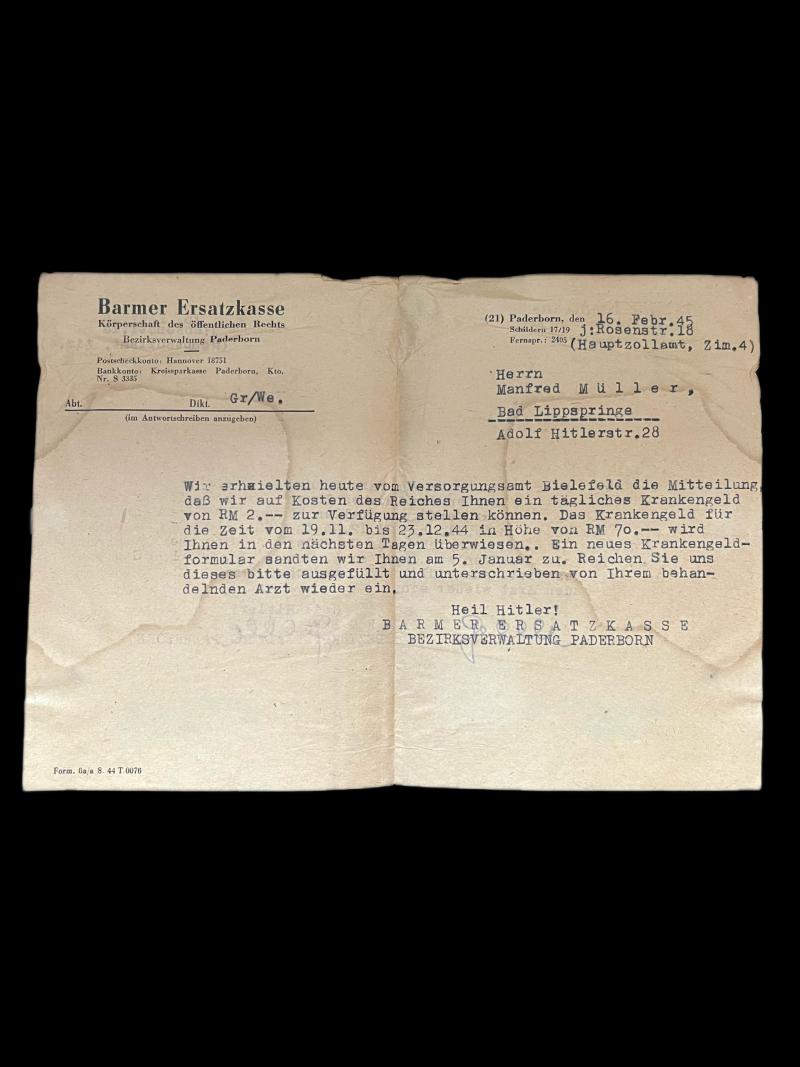 Barmer Ersatzkasse
Körperschaft des öffentlichen Rechts
Bezirksverwaltung Paderborn
Postscheckkonto: Hannover 18751
Bankkonto: Kreissparkasse Paderborn, Kto.
Nr. S 3335
Abt. Dikt. Gr/We.
(im Antwortschreiben anzugeben)
(21) Paderborn, den 16. Febr.45
Schildern 17/19 j:Rosenstr.18
Fernspr.: 2405 (Hauptzollamt, Zim.4)
Herrn
Manfred Müller,
Bad Lippspringe
Adolf Hitlerstr.28
Wir erhielten heute vom Versorgungsamt Bielefeld die Mitteilung,
daß wir auf Kosten des Reiches Ihnen ein tägliches Krankengeld
von RM 2.-- zur Verfügung stellen können. Das Krankengeld für
die Zeit vom 19.11. bis 23.12.44 in Höhe von RM 70.-- wird
Ihnen in den nächsten Tagen überwiesen.. Ein neues Krankengeld-
formular sandten wir Ihnen am 5. Januar zu. Reichen Sie uns
dieses bitte ausgefüllt und unterschrieben von Ihrem behan-
delnden Arzt wieder ein.
Heil Hitler!
BARMER ERSATZKASSE
BEZIRKSVERWALTUNG PADERBORN
Form. 6a/a 8. 44 T 0076